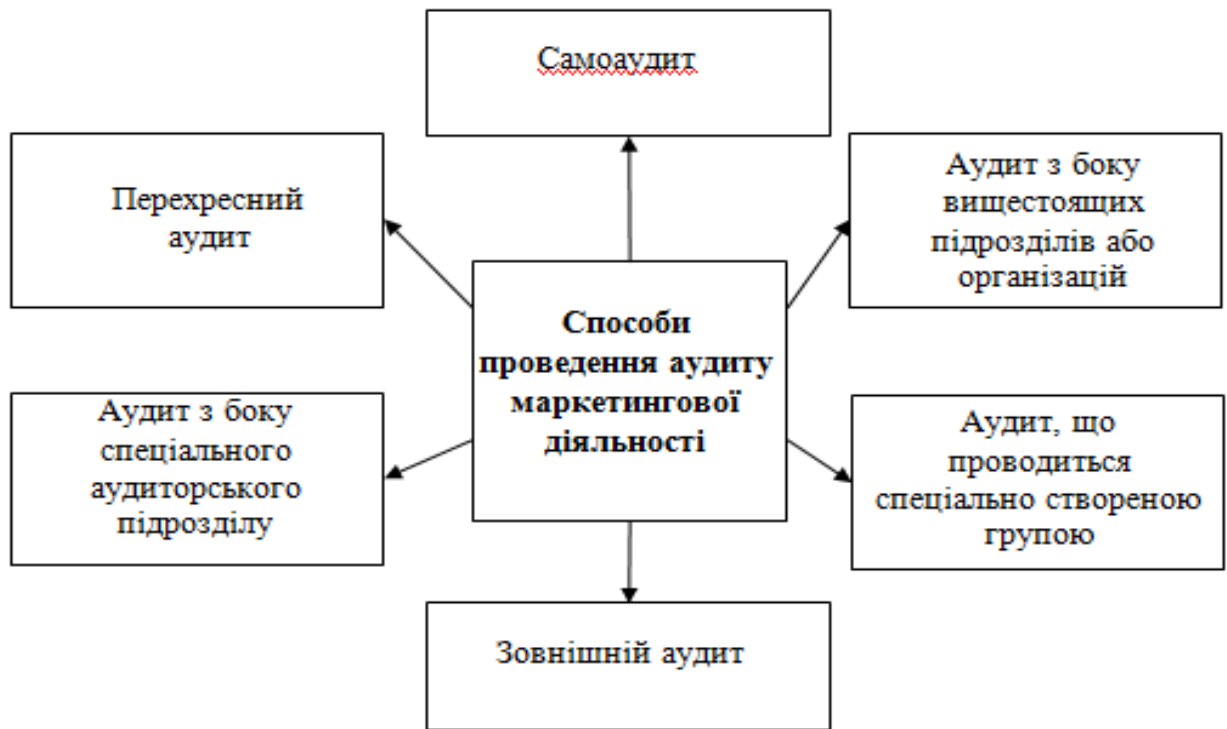 Самоаудит
Перехресний
аудит
Аудит з боку
вищестоящих
підрозділів або
організацій
Способи
проведення аудиту
маркетингової
діяльності
Аудит з боку
спеціального
аудиторського
підрозділу
Аудит, що
проводиться
спеціально створеною
групою
Зовнішній аудит